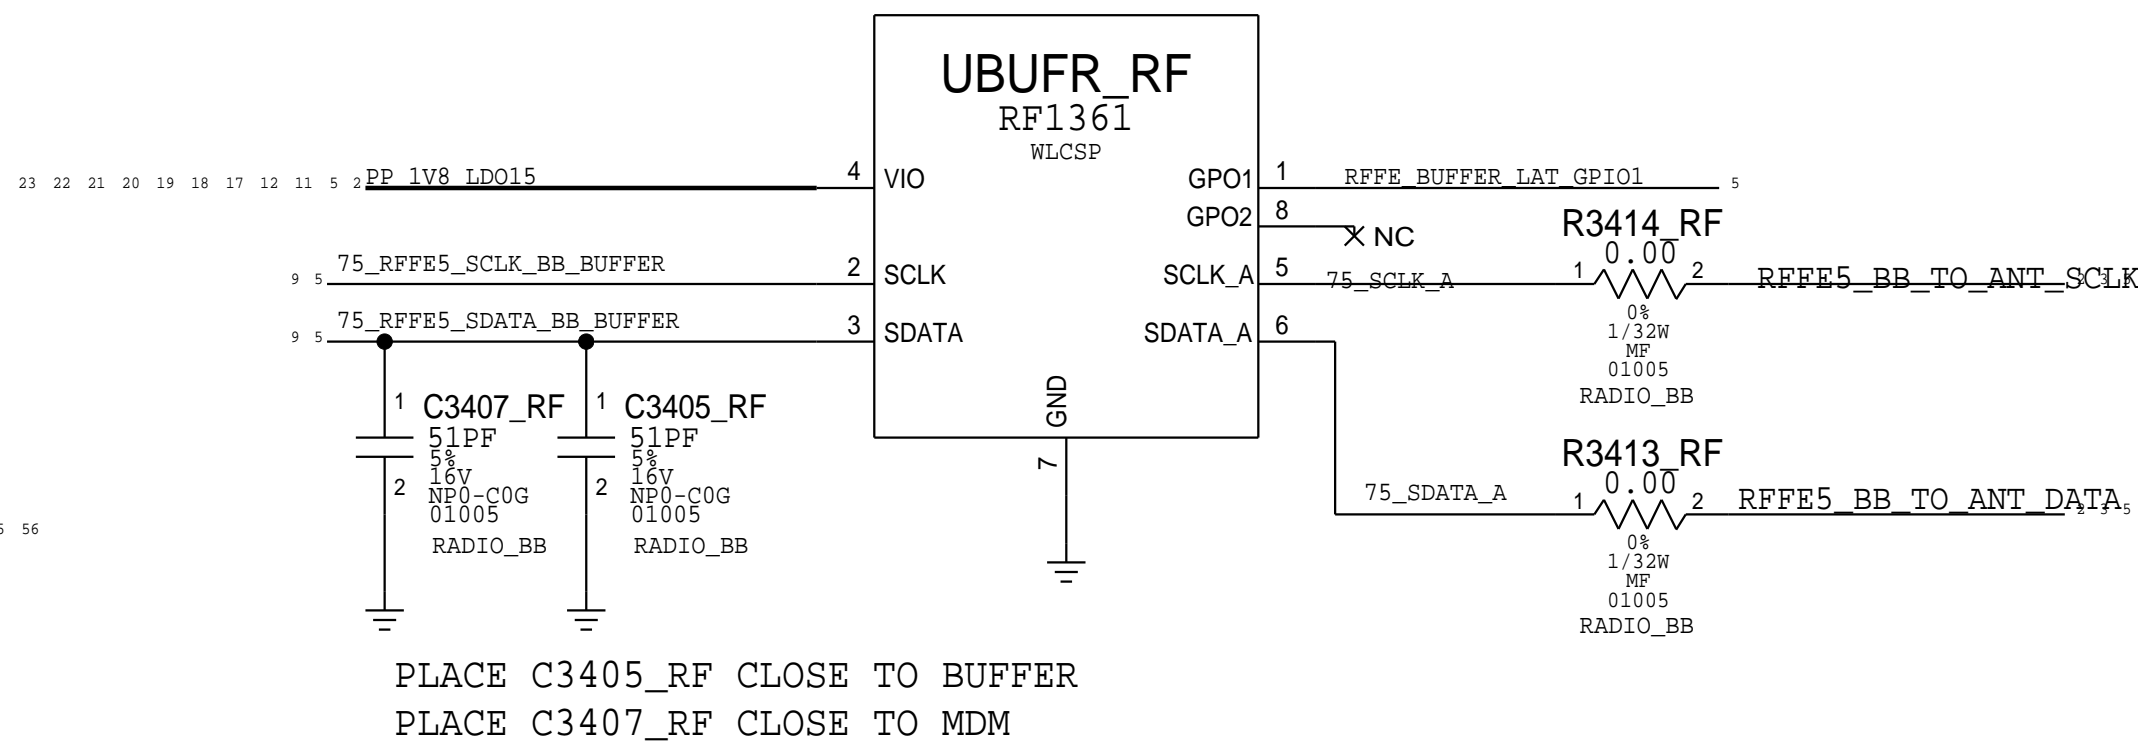 UBUFR_RF
RF1361
WLCSP
23 22 21 20 19 18 17 12 11 5 2 PP_1V8_LDO15 4 VIO
GPO1 1 RFFE_BUFFER_LAT_GPIO1 5
GPO2 8 NC
9 5 75_RFFE5_SCLK_BB_BUFFER 2 SCLK
SCLK_A 5 75_SCLK_A
R3414_RF
0.00
1 2 RFFE5_BB_TO_ANT_SCLK
0%
1/32W
MF
01005
RADIO_BB
9 5 75_RFFE5_SDATA_BB_BUFFER 3 SDATA
SDATA_A 6
GND
7
1 C3407_RF
51PF
5%
16V
2 NP0-C0G
01005
RADIO_BB
1 C3405_RF
51PF
5%
16V
2 NP0-C0G
01005
RADIO_BB
R3413_RF
0.00
75_SDATA_A 1 2 RFFE5_BB_TO_ANT_DATA 2 3 5
0%
1/32W
MF
01005
RADIO_BB
56
PLACE C3405_RF CLOSE TO BUFFER
PLACE C3407_RF CLOSE TO MDM